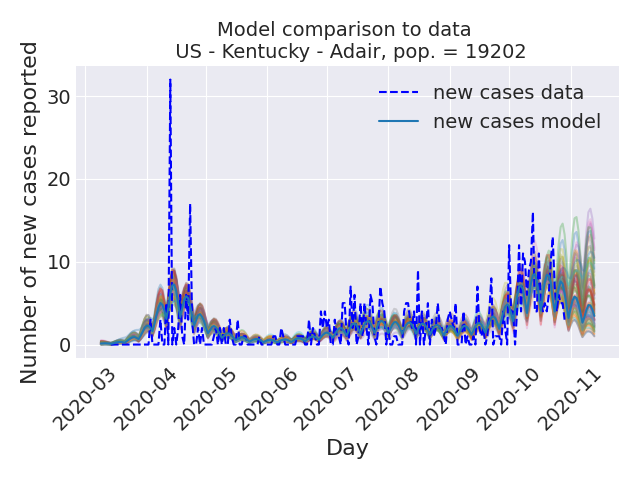 Model comparison to data
US - Kentucky - Adair, pop. = 19202
Number of new cases reported
30
20
10
0
new cases data
new cases model
2020-03
2020-04
2020-05
2020-06
2020-07
2020-08
2020-09
2020-10
2020-11
Day